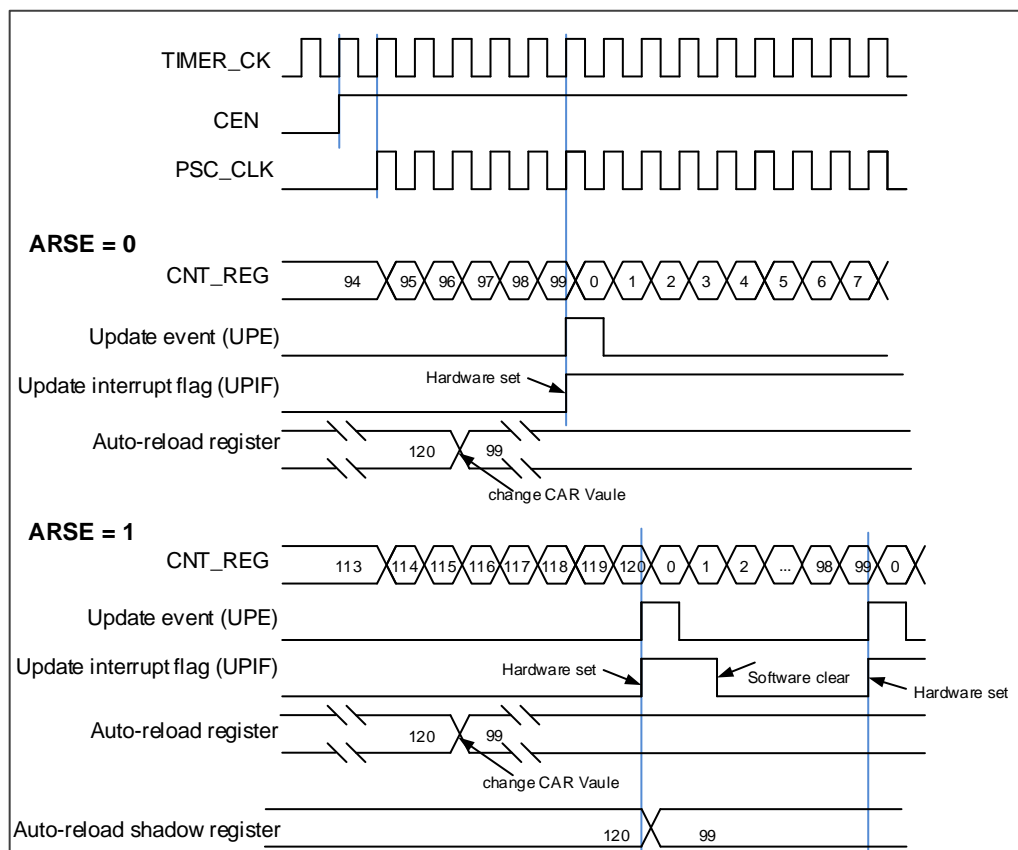 TIMER_CK
CEN
PSC_CLK
ARSE = 0
CNT_REG 94 95 96 97 98 99 0 1 2 3 4 5 6 7
Update event (UPE)
Update interrupt flag (UPIF) Hardware set
Auto-reload register 120 99
change CAR Vaule
ARSE = 1
CNT_REG 113 114 115 116 117 118 119 120 0 1 2 ... 98 99 0
Update event (UPE)
Update interrupt flag (UPIF) Hardware set Software clear Hardware set
Auto-reload register 120 99
change CAR Vaule
Auto-reload shadow register 120 99